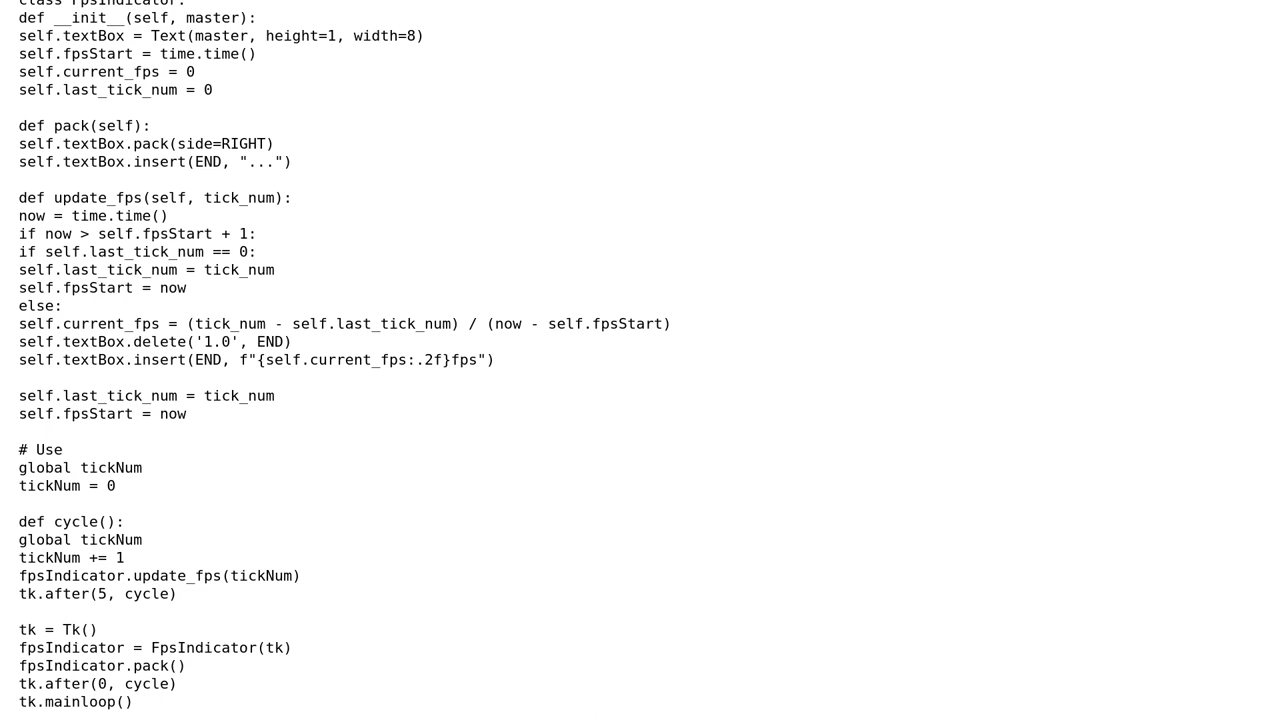 class FpsIndicator:
def __init__(self, master):
self.textBox = Text(master, height=1, width=8)
self.fpsStart = time.time()
self.current_fps = 0
self.last_tick_num = 0

def pack(self):
self.textBox.pack(side=RIGHT)
self.textBox.insert(END, "...")

def update_fps(self, tick_num):
now = time.time()
if now > self.fpsStart + 1:
if self.last_tick_num == 0:
self.last_tick_num = tick_num
self.fpsStart = now
else:
self.current_fps = (tick_num - self.last_tick_num) / (now - self.fpsStart)
self.textBox.delete('1.0', END)
self.textBox.insert(END, f"{self.current_fps:.2f}fps")

self.last_tick_num = tick_num
self.fpsStart = now

# Use
global tickNum
tickNum = 0

def cycle():
global tickNum
tickNum += 1
fpsIndicator.update_fps(tickNum)
tk.after(5, cycle)

tk = Tk()
fpsIndicator = FpsIndicator(tk)
fpsIndicator.pack()
tk.after(0, cycle)
tk.mainloop()